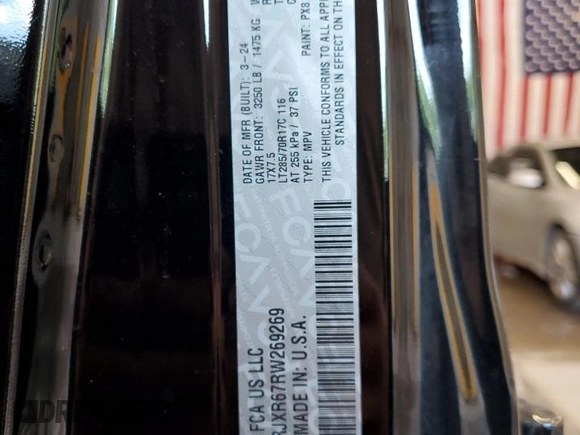 FCA US LLC
DATE OF MFR (BUILT): 3-24
GAWR FRONT: 3250 LB / 1475 KG
17X7.5
LT285/70R17C 116
AT 255 kPa / 37 PSI
TYPE: MPV
PAINT: PX8
THIS VEHICLE CONFORMS TO ALL APP
STANDARDS IN EFFECT ON THE
RJXR67RW269269
MADE IN: U.S.A.